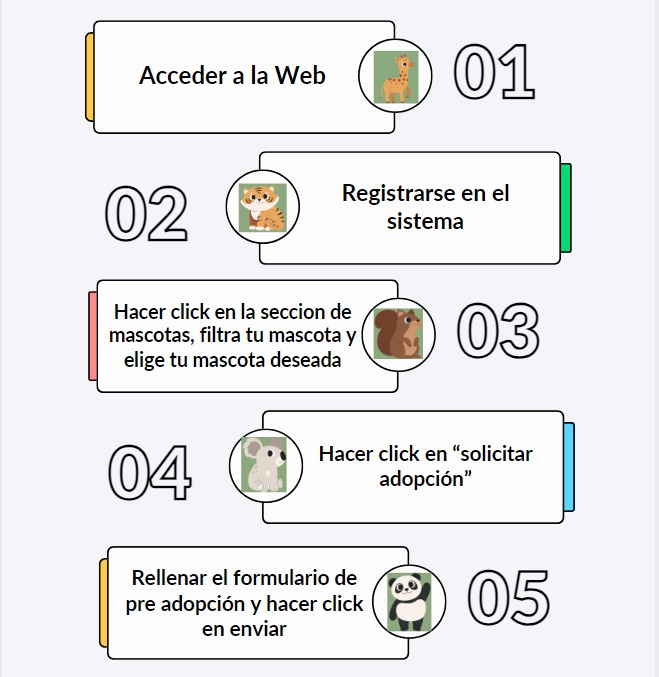 Acceder a la Web
01
02
Registrarse en el
sistema
Hacer click en la seccion de
mascotas, filtra tu mascota y
elige tu mascota deseada
03
04
Hacer click en “solicitar
adopción”
Rellenar el formulario de
pre adopción y hacer click
en enviar
05